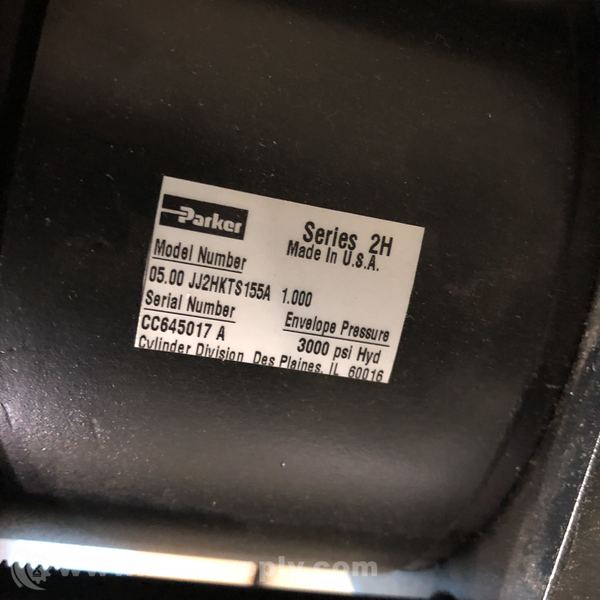 Parker
Series 2H
Made In U.S.A.
Model Number
05.00 JJ2HKTS155A 1.000
Serial Number
Envelope Pressure
CC645017 A
3000 psi Hyd
Cylinder Division Des Plaines, IL 60016